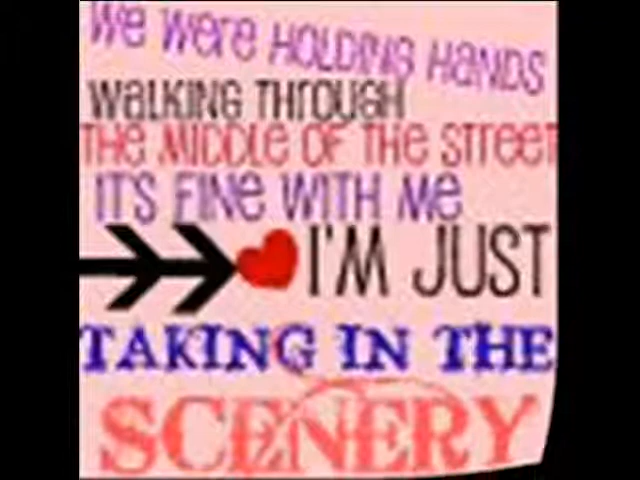 We Were HOLDING HANDS
WALKING THROUGH
THE MIDDLE OF THE STREET
IT'S FINE WITH Me
I'M JUST
TAKING IN THE
SCENERY